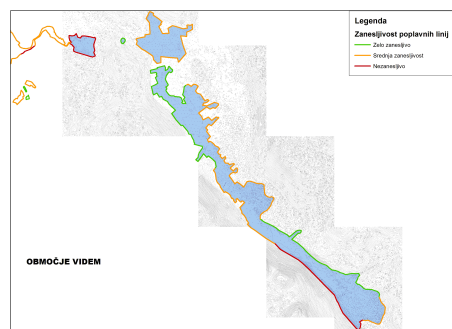 Legenda
Zanesljivost poplavnih linij
Zelo zanesljivo
Srednja zanesljivost
Nezanesljivo
OBMOČJE VIDEM